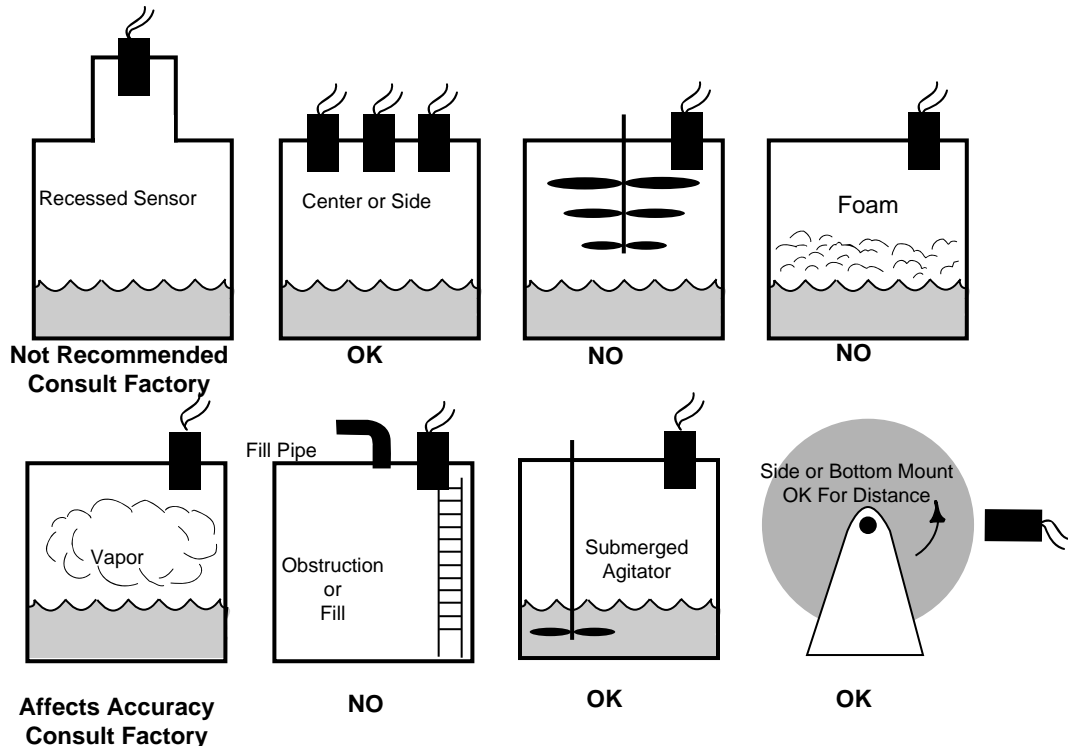 Recessed Sensor
Not Recommended
Consult Factory
Center or Side
OK
NO
Foam
NO
Vapor
Affects Accuracy
Consult Factory
Fill Pipe
Obstruction
or
Fill
NO
Submerged
Agitator
OK
Side or Bottom Mount
OK For Distance
OK